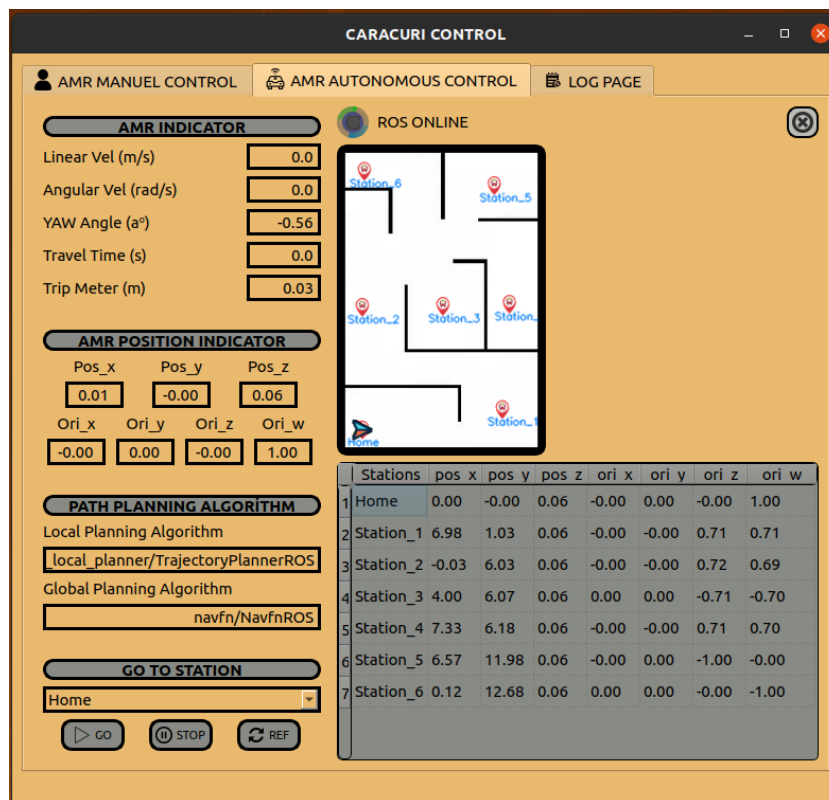 CARACURI CONTROL
AMR MANUEL CONTROL
AMR AUTONOMOUS CONTROL
LOG PAGE
AMR INDICATOR
Linear Vel (m/s) 0.0
Angular Vel (rad/s) 0.0
YAW Angle (aº) -0.56
Travel Time (s) 0.0
Trip Meter (m) 0.03
AMR POSITION INDICATOR
Pos_x Pos_y Pos_z
0.01 -0.00 0.06
Ori_x Ori_y Ori_z Ori_w
-0.00 0.00 -0.00 1.00
PATH PLANNING ALGORİTHM
Local Planning Algorithm
_local_planner/TrajectoryPlannerROS
Global Planning Algorithm
navfn/NavfnROS
GO TO STATION
Home
GO STOP REF
ROS ONLINE
Station_6
Station_5
Station_2 Station_3 Station_
Station_1
Home
Stations pos_x pos_y pos_z ori_x ori_y ori_z ori_w
1 Home 0.00 -0.00 0.06 -0.00 0.00 -0.00 1.00
2 Station_1 6.98 1.03 0.06 -0.00 -0.00 0.71 0.71
3 Station_2 -0.03 6.03 0.06 -0.00 -0.00 0.72 0.69
4 Station_3 4.00 6.07 0.06 0.00 0.00 -0.71 -0.70
5 Station_4 7.33 6.18 0.06 -0.00 -0.00 0.71 0.70
6 Station_5 6.57 11.98 0.06 -0.00 0.00 -1.00 -0.00
7 Station_6 0.12 12.68 0.06 0.00 0.00 -0.00 -1.00